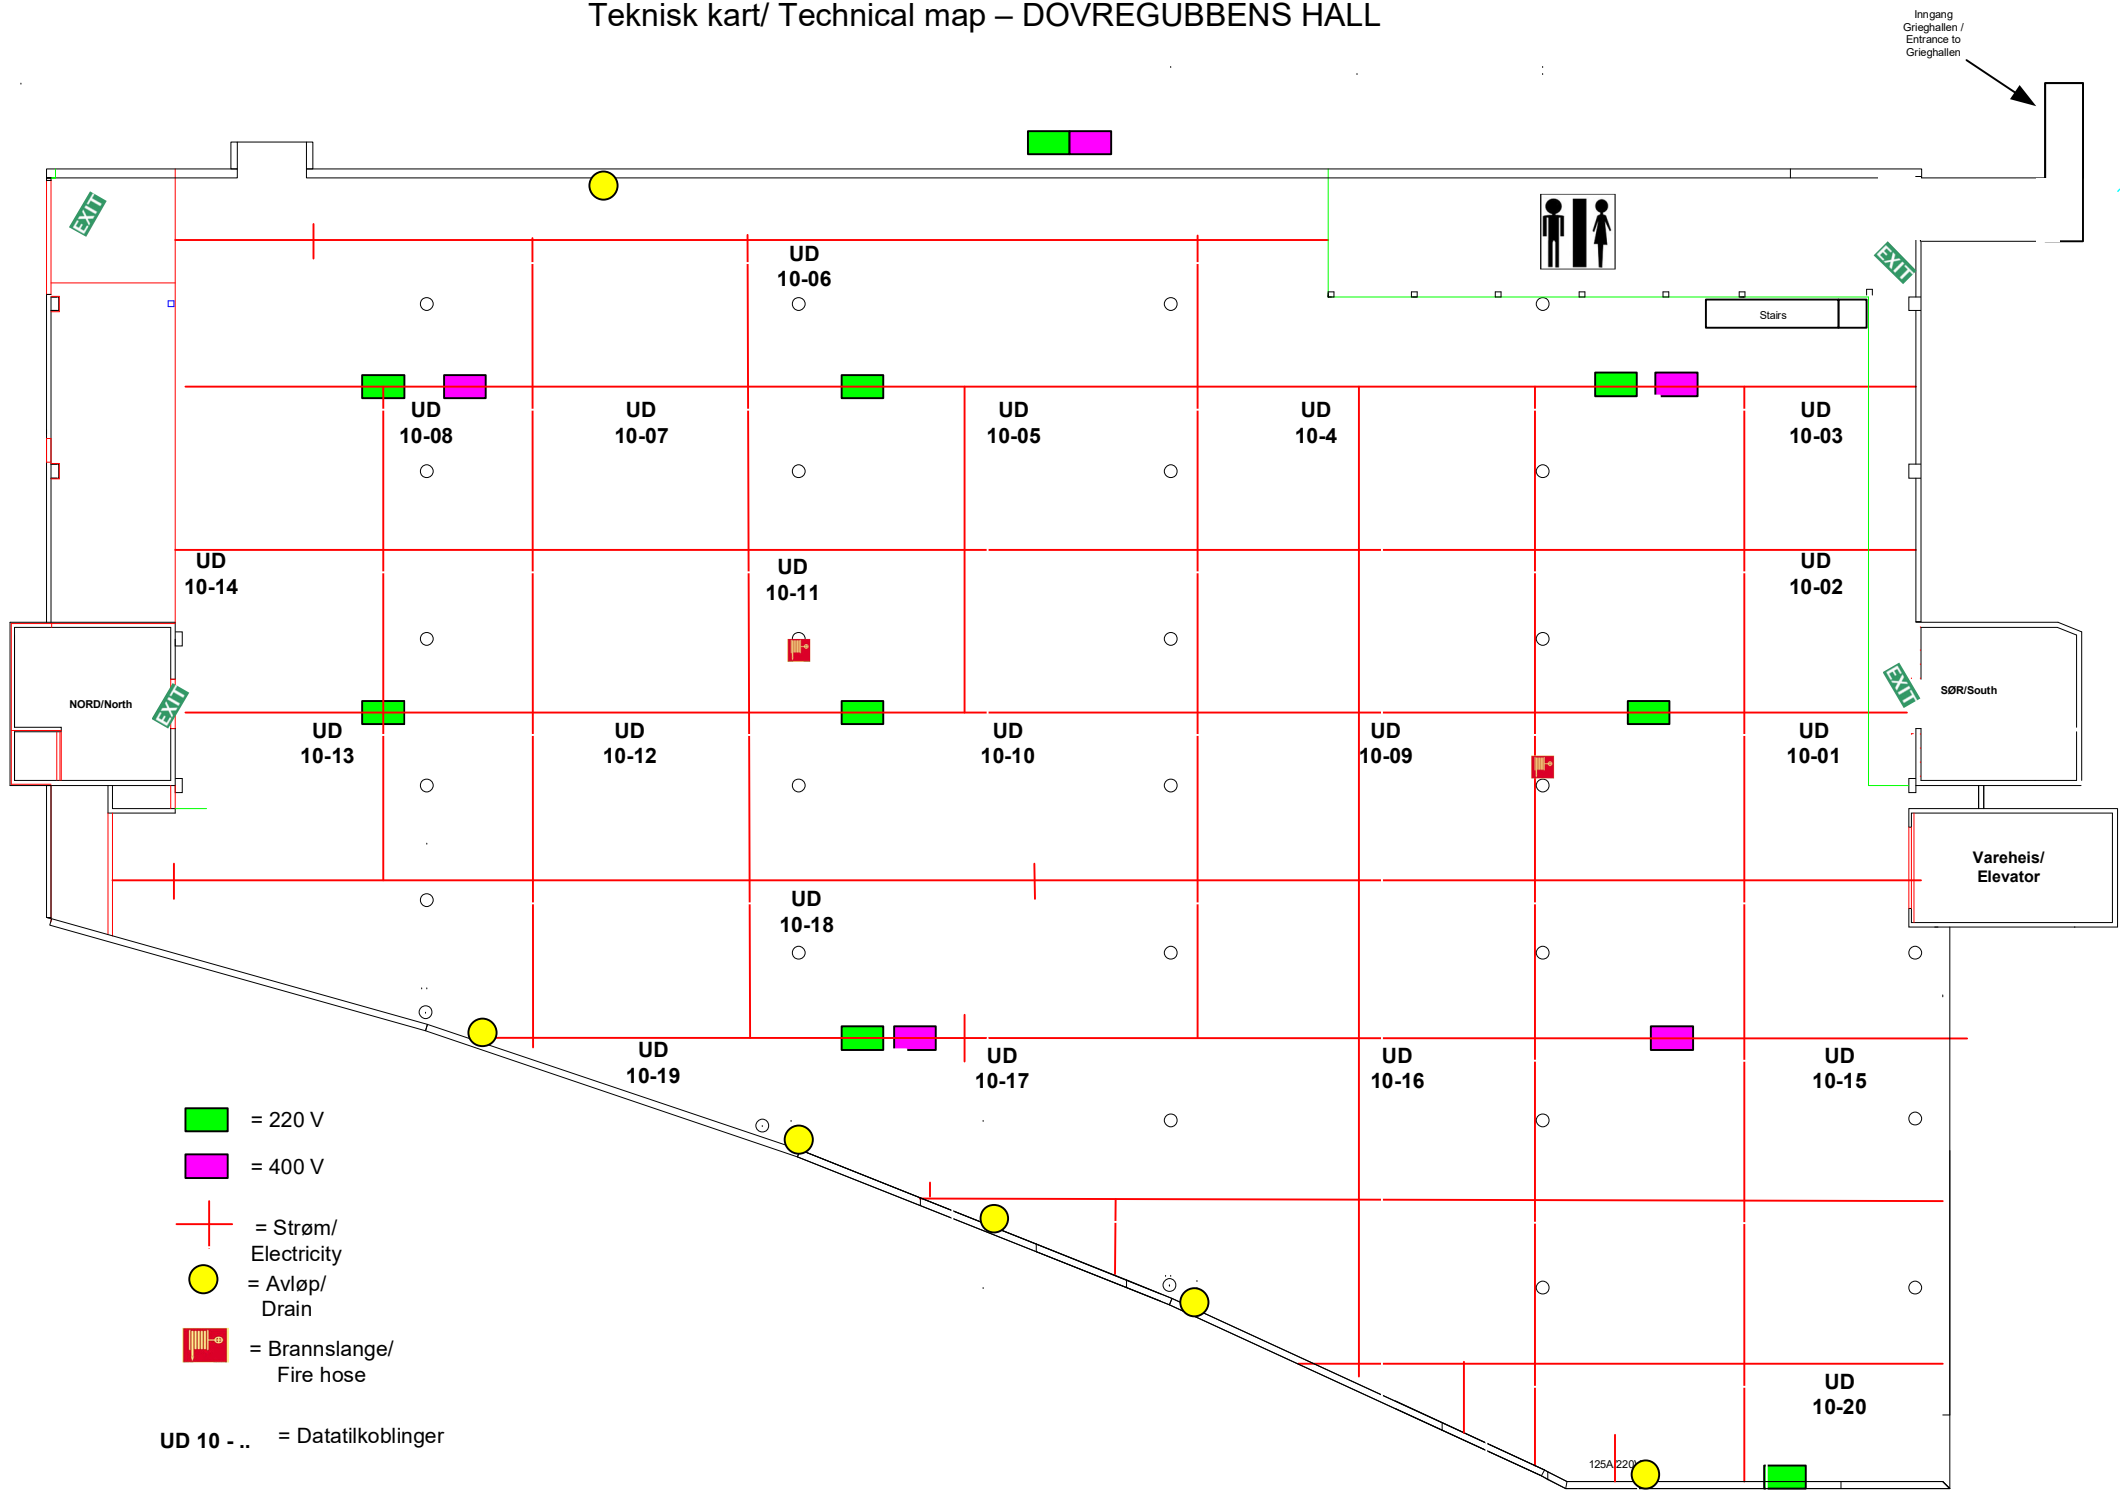 Teknisk kart/ Technical map – DOVREGUBBENS HALL
Inngang
Grieghallen /
Entrance to
Grieghallen
EXIT
EXIT
UD
10-06
Stairs
UD
10-08
UD
10-07
UD
10-05
UD
10-4
UD
10-03
UD
10-14
UD
10-11
UD
10-02
NORD/North
EXIT
EXIT
SØR/South
UD
10-13
UD
10-12
UD
10-10
UD
10-09
UD
10-01
Vareheis/
Elevator
UD
10-18
UD
10-19
UD
10-17
UD
10-16
UD
10-15
= 220 V
= 400 V
= Strøm/
Electricity
= Avløp/
Drain
= Brannslange/
Fire hose
UD 10 - .. = Datatilkoblinger
UD
10-20
125A/220V